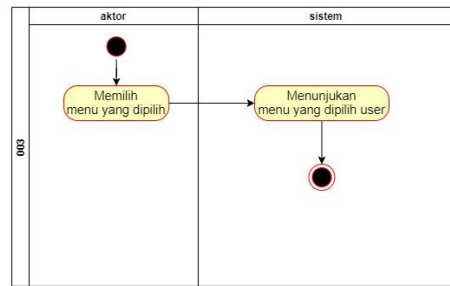 aktor
sistem
Memilih
menu yang dipilih
Menunjukan
menu yang dipilih user
003